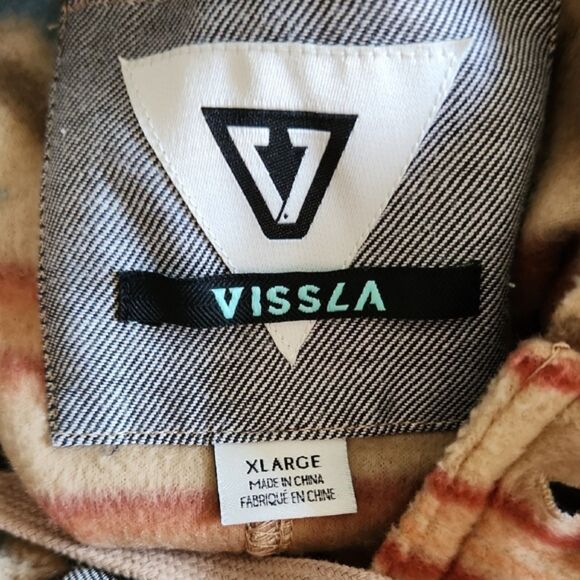 V
VISSLA
XLARGE
MADE IN CHINA
FABRIQUÉ EN CHINE